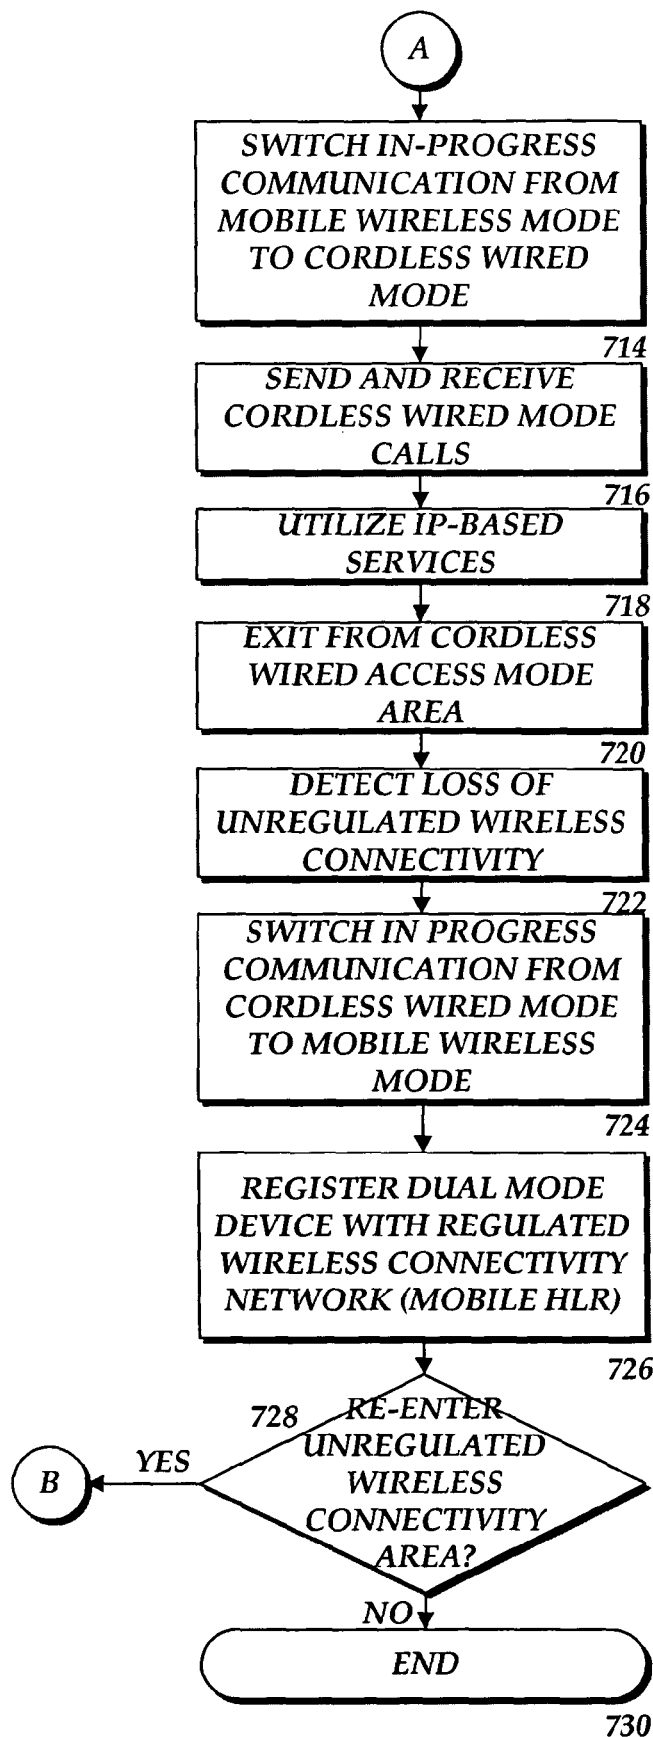 A
SWITCH IN-PROGRESS
COMMUNICATION FROM
MOBILE WIRELESS MODE
TO CORDLESS WIRED
MODE
714
SEND AND RECEIVE
CORDLESS WIRED MODE
CALLS
716
UTILIZE IP-BASED
SERVICES
718
EXIT FROM CORDLESS
WIRED ACCESS MODE
AREA
720
DETECT LOSS OF
UNREGULATED WIRELESS
CONNECTIVITY
722
SWITCH IN PROGRESS
COMMUNICATION FROM
CORDLESS WIRED MODE
TO MOBILE WIRELESS
MODE
724
REGISTER DUAL MODE
DEVICE WITH REGULATED
WIRELESS CONNECTIVITY
NETWORK (MOBILE HLR)
726
728
RE-ENTER
UNREGULATED
WIRELESS
CONNECTIVITY
AREA?
YES
B
NO
END
730